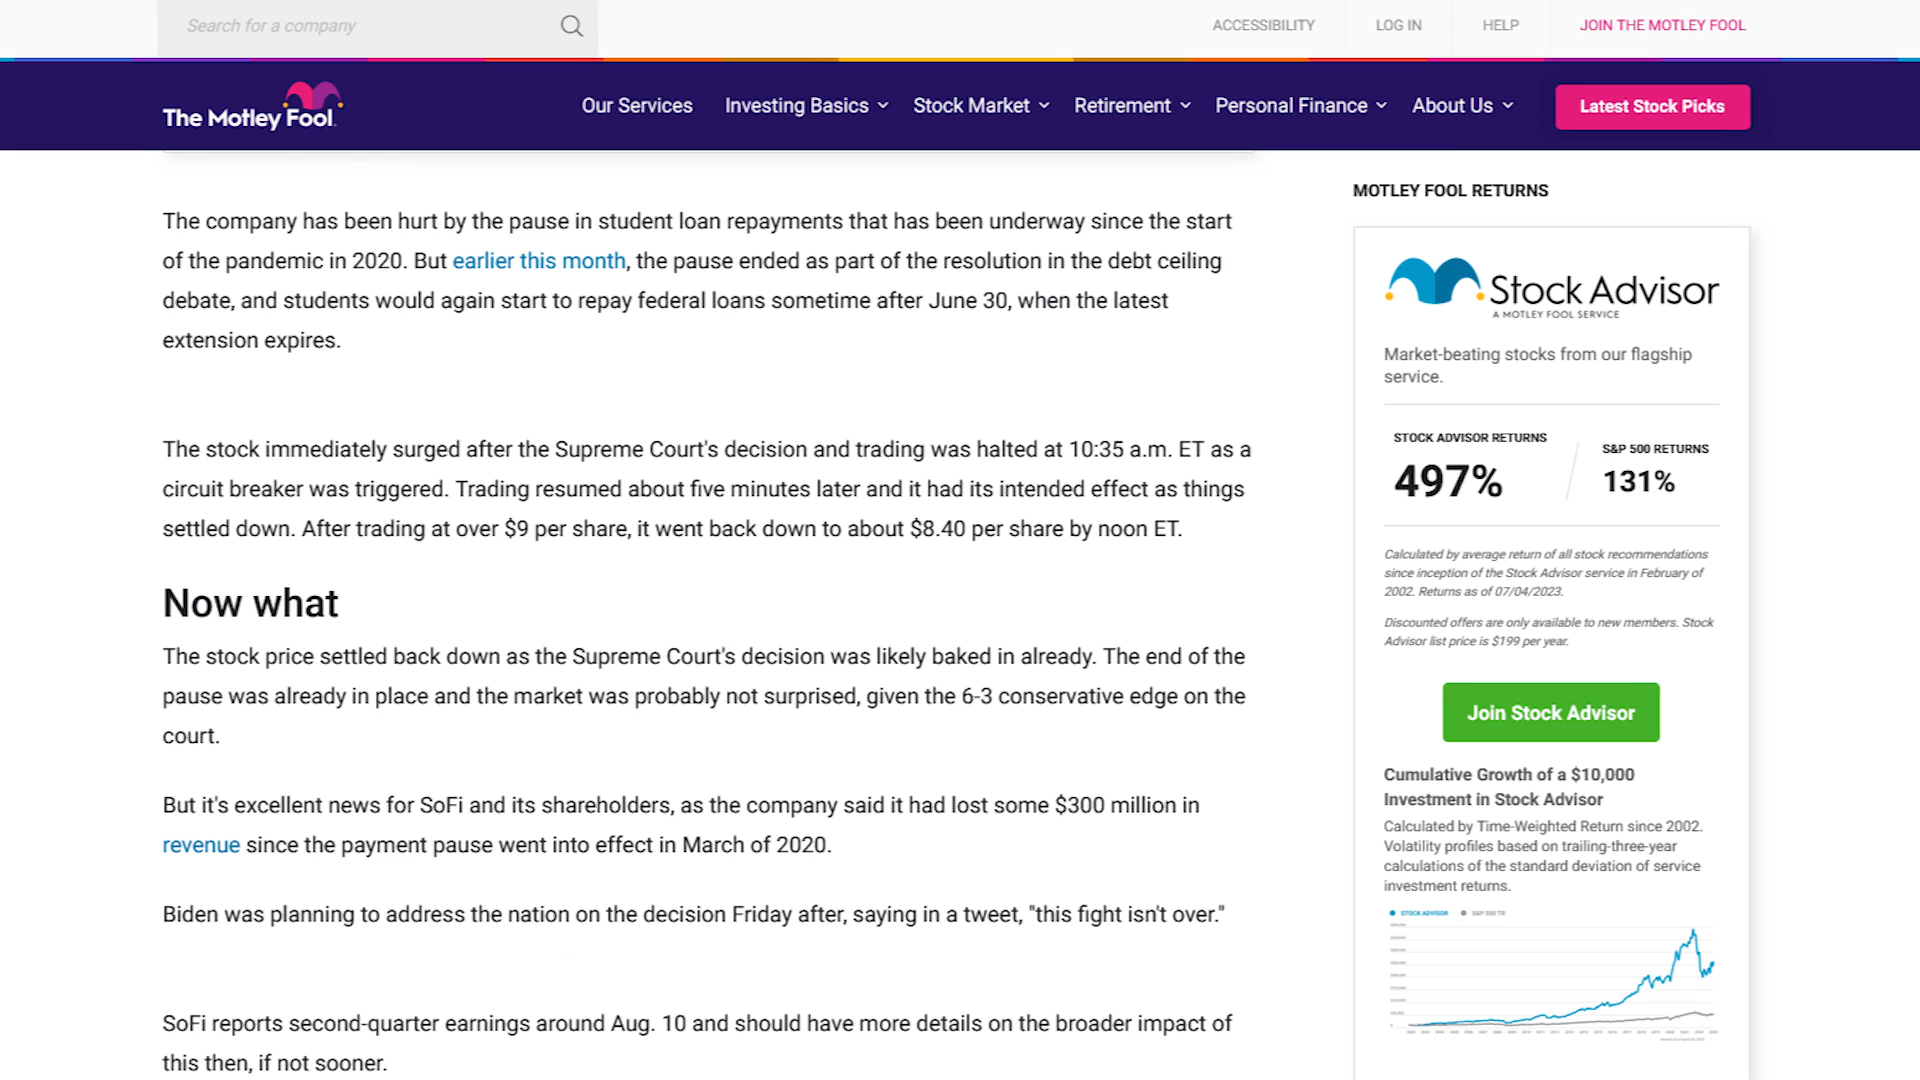 Search for a company
ACCESSIBILITY
LOG IN
HELP
JOIN THE MOTLEY FOOL
The Motley Fool
Our Services
Investing Basics
Stock Market
Retirement
Personal Finance
About Us
Latest Stock Picks
The company has been hurt by the pause in student loan repayments that has been underway since the start
of the pandemic in 2020. But earlier this month, the pause ended as part of the resolution in the debt ceiling
debate, and students would again start to repay federal loans sometime after June 30, when the latest
extension expires.
The stock immediately surged after the Supreme Court's decision and trading was halted at 10:35 a.m. ET as a
circuit breaker was triggered. Trading resumed about five minutes later and it had its intended effect as things
settled down. After trading at over $9 per share, it went back down to about $8.40 per share by noon ET.
Now what
The stock price settled back down as the Supreme Court's decision was likely baked in already. The end of the
pause was already in place and the market was probably not surprised, given the 6-3 conservative edge on the
court.
But it's excellent news for SoFi and its shareholders, as the company said it had lost some $300 million in
revenue since the payment pause went into effect in March of 2020.
Biden was planning to address the nation on the decision Friday after, saying in a tweet, "this fight isn't over."
SoFi reports second-quarter earnings around Aug. 10 and should have more details on the broader impact of
this then, if not sooner.
MOTLEY FOOL RETURNS
Stock Advisor
A MOTLEY FOOL SERVICE
Market-beating stocks from our flagship
service.
STOCK ADVISOR RETURNS
497%
S&P 500 RETURNS
131%
Calculated by average return of all stock recommendations
since inception of the Stock Advisor service in February of
2002. Returns as of 07/04/2023.
Discounted offers are only available to new members. Stock
Advisor list price is $199 per year.
Join Stock Advisor
Cumulative Growth of a $10,000
Investment in Stock Advisor
Calculated by Time-Weighted Return since 2002.
Volatility profiles based on trailing-three-year
calculations of the standard deviation of service
investment returns.
STOCK ADVISOR
S&P 500 TR